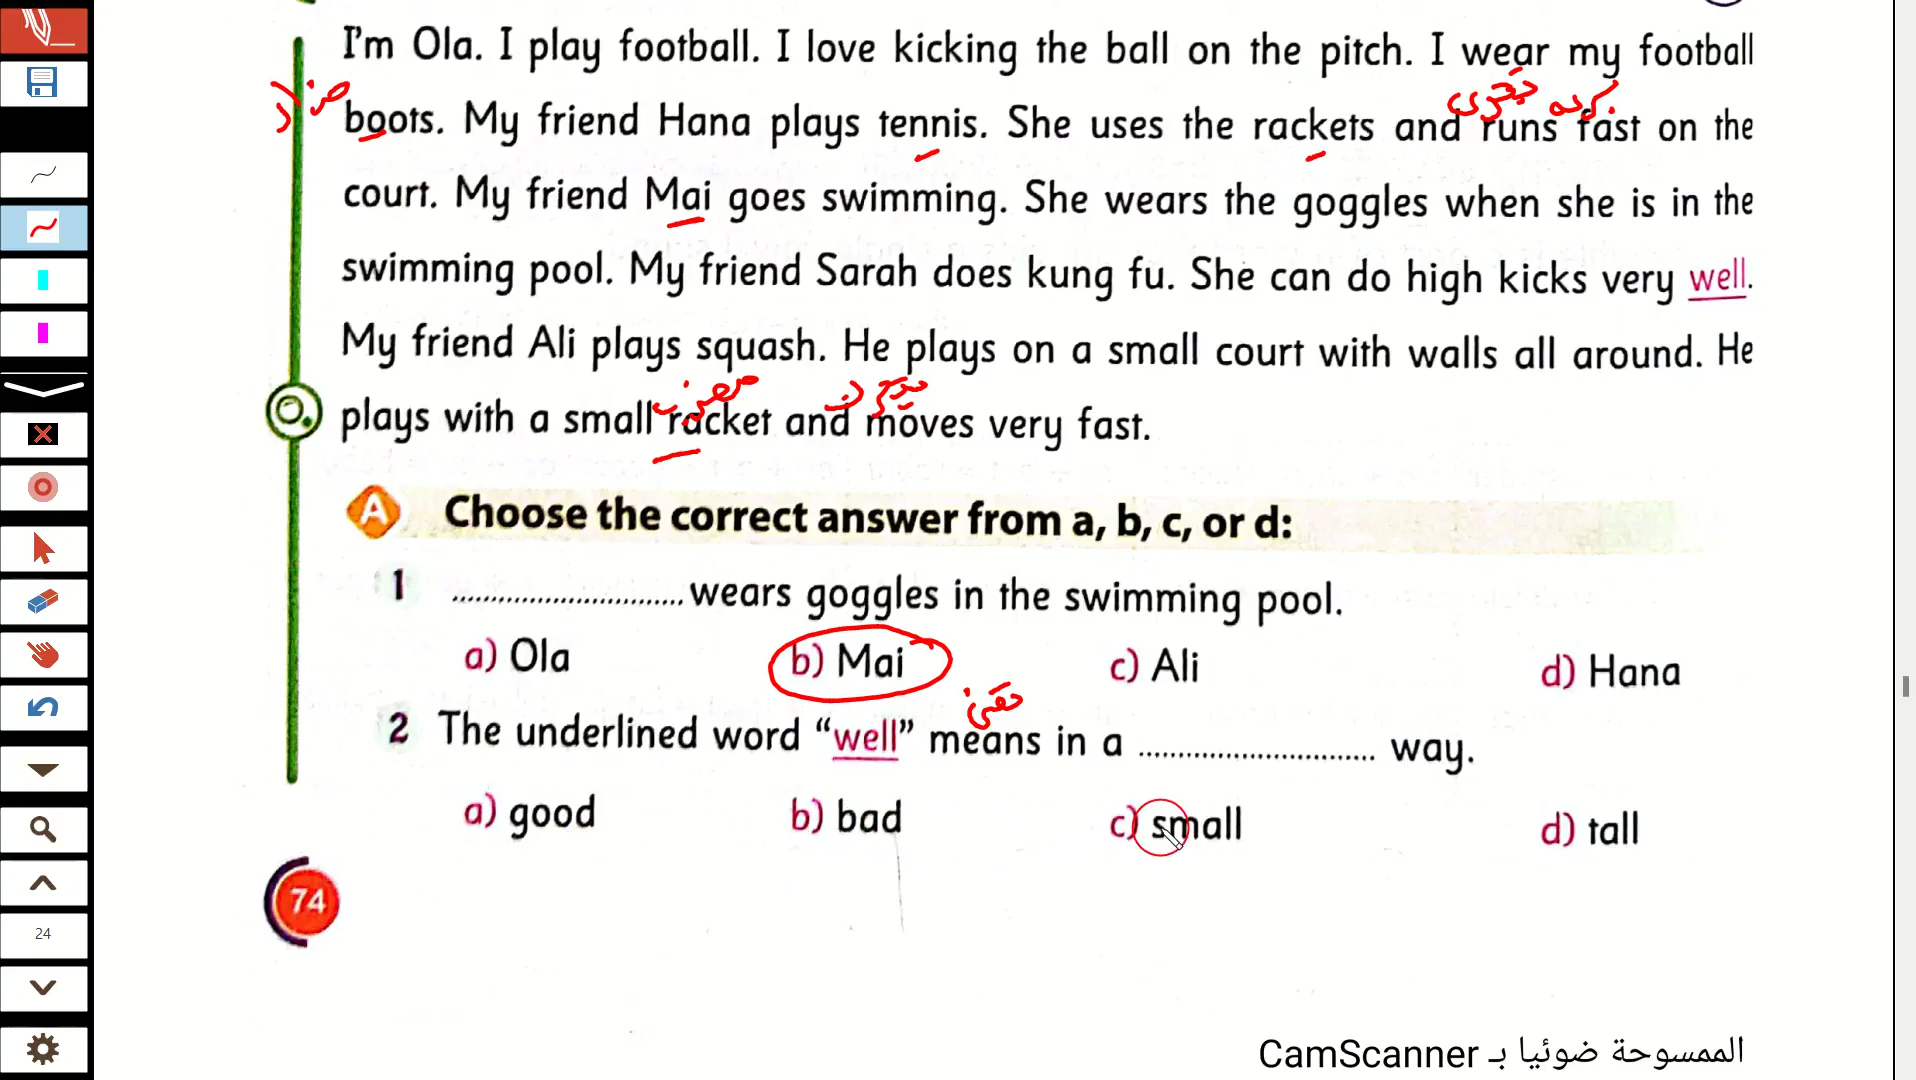 I'm Ola. I play football. I love kicking the ball on the pitch. I wear my football
boots. My friend Hana plays tennis. She uses the rackets and runs fast on the
court. My friend Mai goes swimming. She wears the goggles when she is in the
swimming pool. My friend Sarah does kung fu. She can do high kicks very well.
My friend Ali plays squash. He plays on a small court with walls all around. He
مضرب
plays with a small racket and moves very fast.
A Choose the correct answer from a, b, c, or d:
1 ............................ wears goggles in the swimming pool.
a) Ola b) Mai c) Ali d) Hana
2 The underlined word “well” means in a ............................ way.
a) good b) bad c) small d) tall
74
24
الممسوحة ضوئيا بـ CamScanner